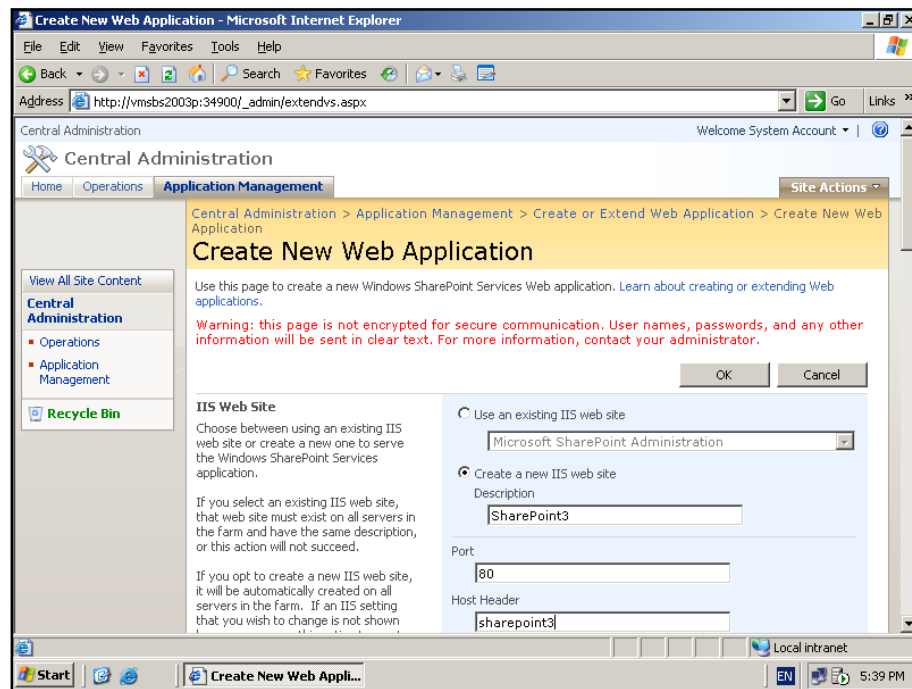 Create New Web Application - Microsoft Internet Explorer
File Edit View Favorites Tools Help
Back Search Favorites
Address http://vmsbs2003p:34900/_admin/extendvs.aspx Go Links »
Central Administration Welcome System Account
Central Administration
Home Operations Application Management Site Actions
Central Administration > Application Management > Create or Extend Web Application > Create New Web
Application
Create New Web Application
View All Site Content
Central
Administration
Operations
Application
Management
Recycle Bin
Use this page to create a new Windows SharePoint Services Web application. Learn about creating or extending Web
applications.
Warning: this page is not encrypted for secure communication. User names, passwords, and any other
information will be sent in clear text. For more information, contact your administrator.
OK Cancel
IIS Web Site
Choose between using an existing IIS
web site or create a new one to serve
the Windows SharePoint Services
application.
If you select an existing IIS web site,
that web site must exist on all servers in
the farm and have the same description,
or this action will not succeed.
If you opt to create a new IIS web site,
it will be automatically created on all
servers in the farm. If an IIS setting
that you wish to change is not shown
Use an existing IIS web site
Microsoft SharePoint Administration
Create a new IIS web site
Description
SharePoint3
Port
80
Host Header
sharepoint3
Local intranet
Start Create New Web Appli... EN 5:39 PM